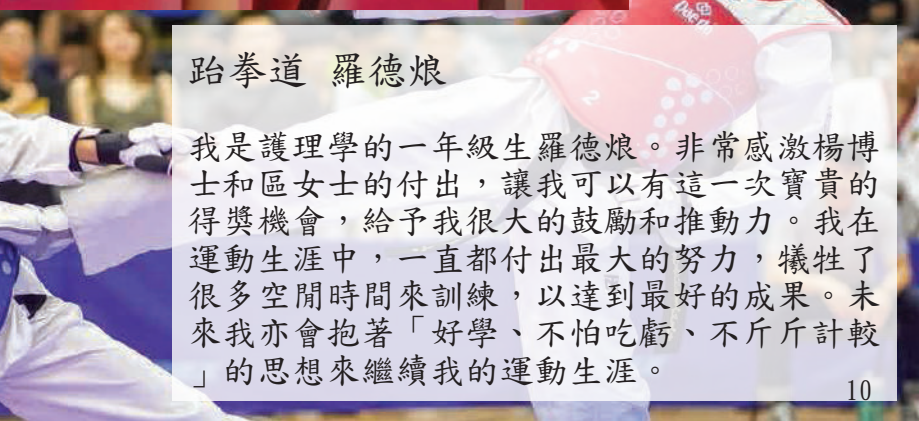 跆拳道 羅德烺
我是護理學的一年級生羅德烺。非常感激楊博
士和區女士的付出，讓我可以有這一次寶貴的
得獎機會，給予我很大的鼓勵和推動力。我在
運動生涯中，一直都付出最大的努力，犧牲了
很多空閒時間來訓練，以達到最好的成果。未
來我亦會抱著「好學、不怕吃虧、不斤斤計較
」的思想來繼續我的運動生涯。
10